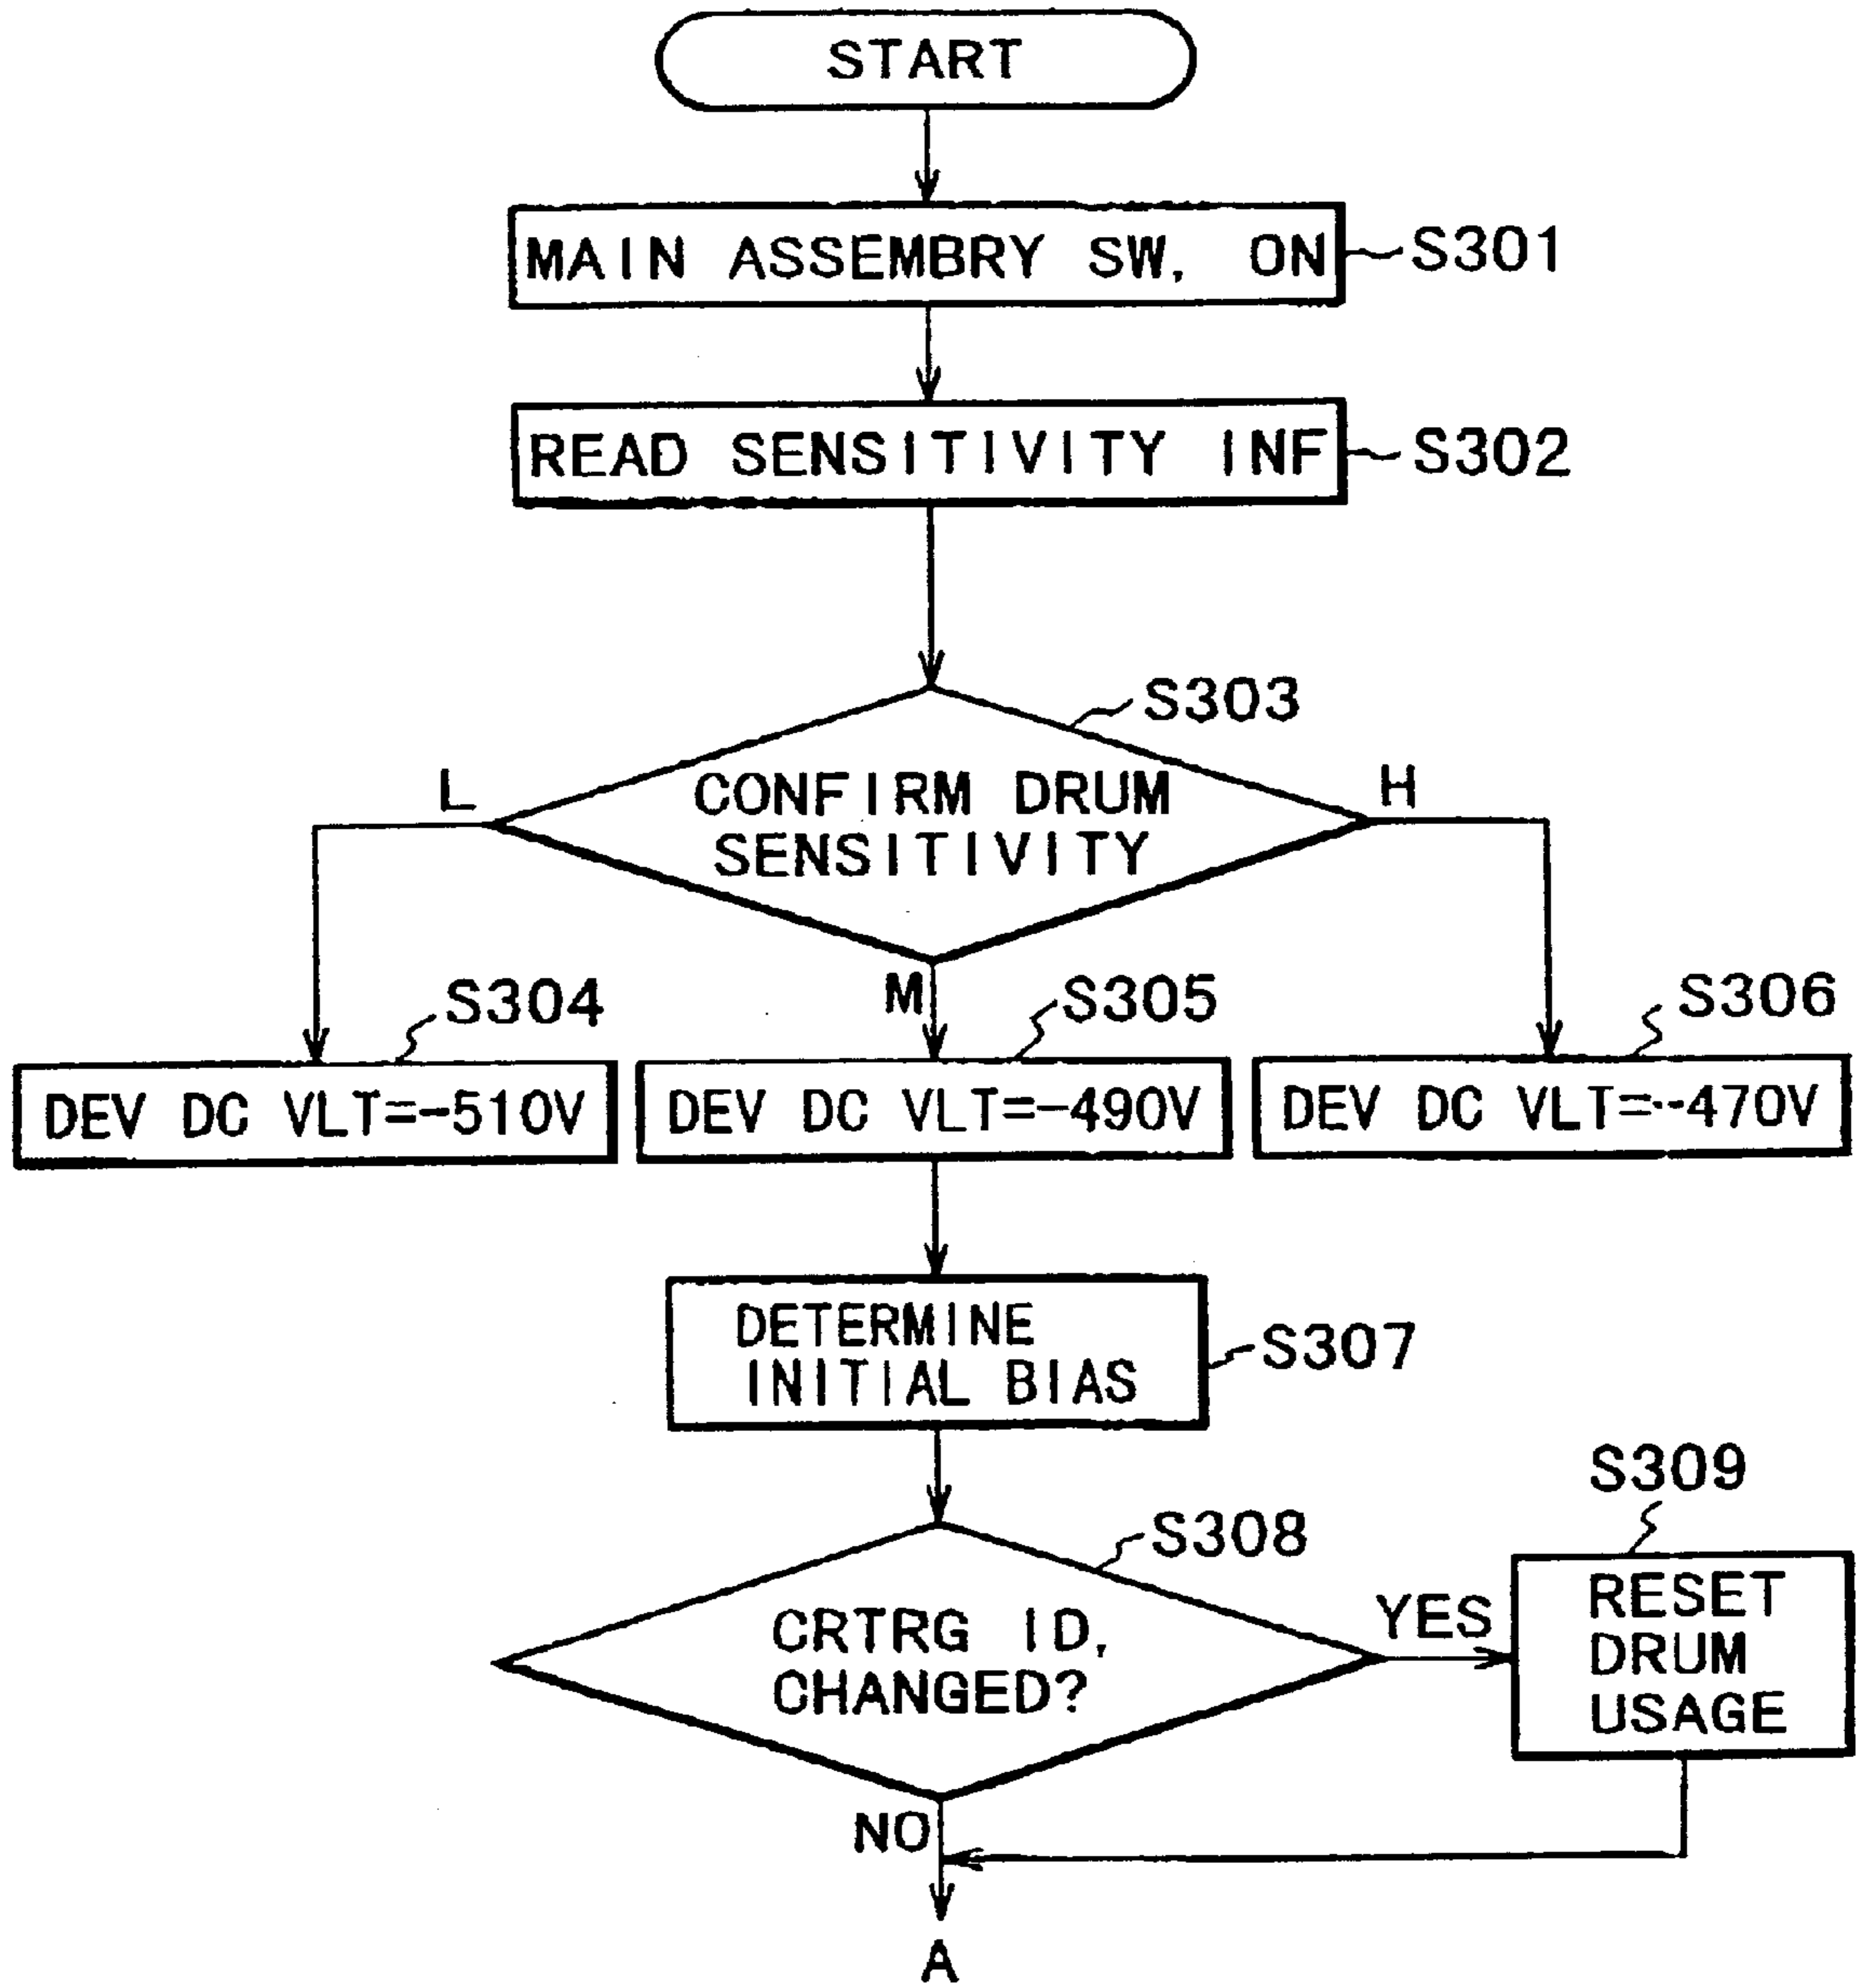 START
MAIN ASSEMBRY SW, ON
S301
READ SENSITIVITY INF
S302
S303
L
CONFIRM DRUM
SENSITIVITY
H
M
S304
S305
S306
DEV DC VLT=-510V
DEV DC VLT=-490V
DEV DC VLT=-470V
DETERMINE
INITIAL BIAS
S307
S308
S309
CRTRG ID,
CHANGED?
YES
RESET
DRUM
USAGE
NO
A